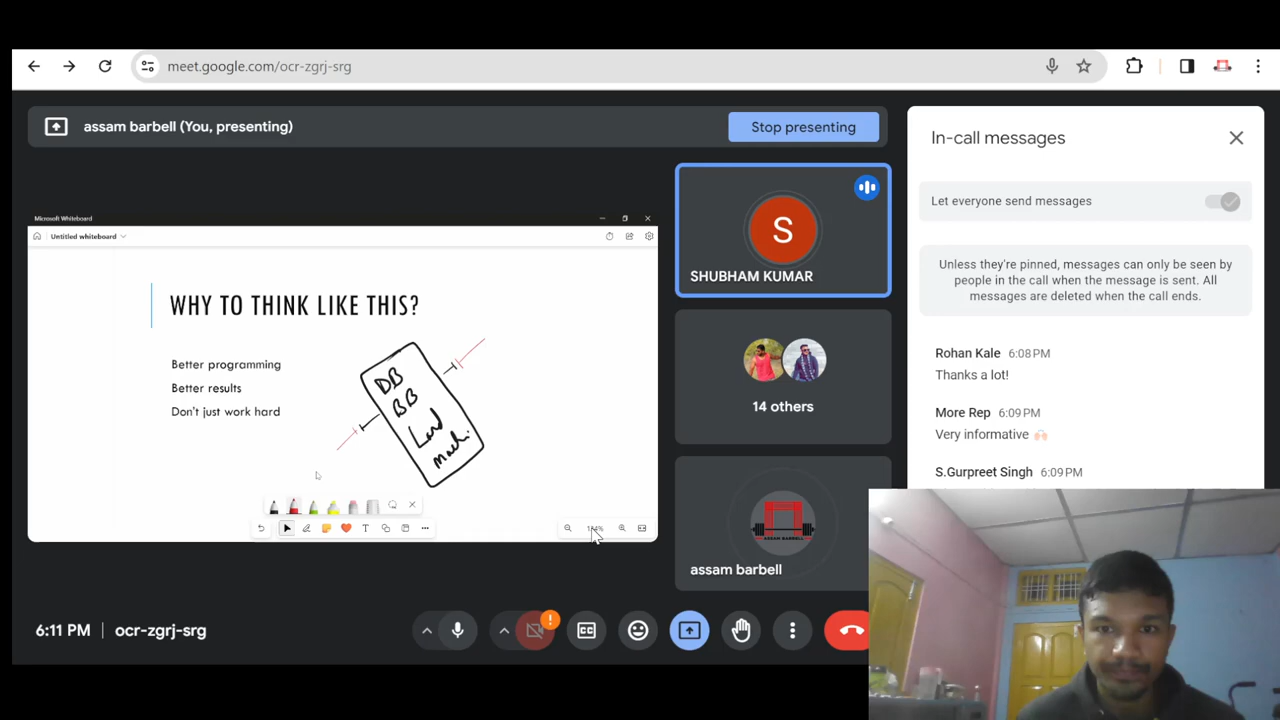 meet.google.com/ocr-zgrj-srg
assam barbell (You, presenting)
Stop presenting
Microsoft Whiteboard
Untitled whiteboard
WHY TO THINK LIKE THIS?
Better programming
Better results
Don't just work hard
DB
BB
Load
Mach.
S
SHUBHAM KUMAR
14 others
ASSAM BARBELL
assam barbell
In-call messages
Let everyone send messages
Unless they're pinned, messages can only be seen by
people in the call when the message is sent. All
messages are deleted when the call ends.
Rohan Kale 6:08 PM
Thanks a lot!
More Rep 6:09 PM
Very informative 🙌🏻
S.Gurpreet Singh 6:09 PM
6:11 PM | ocr-zgrj-srg